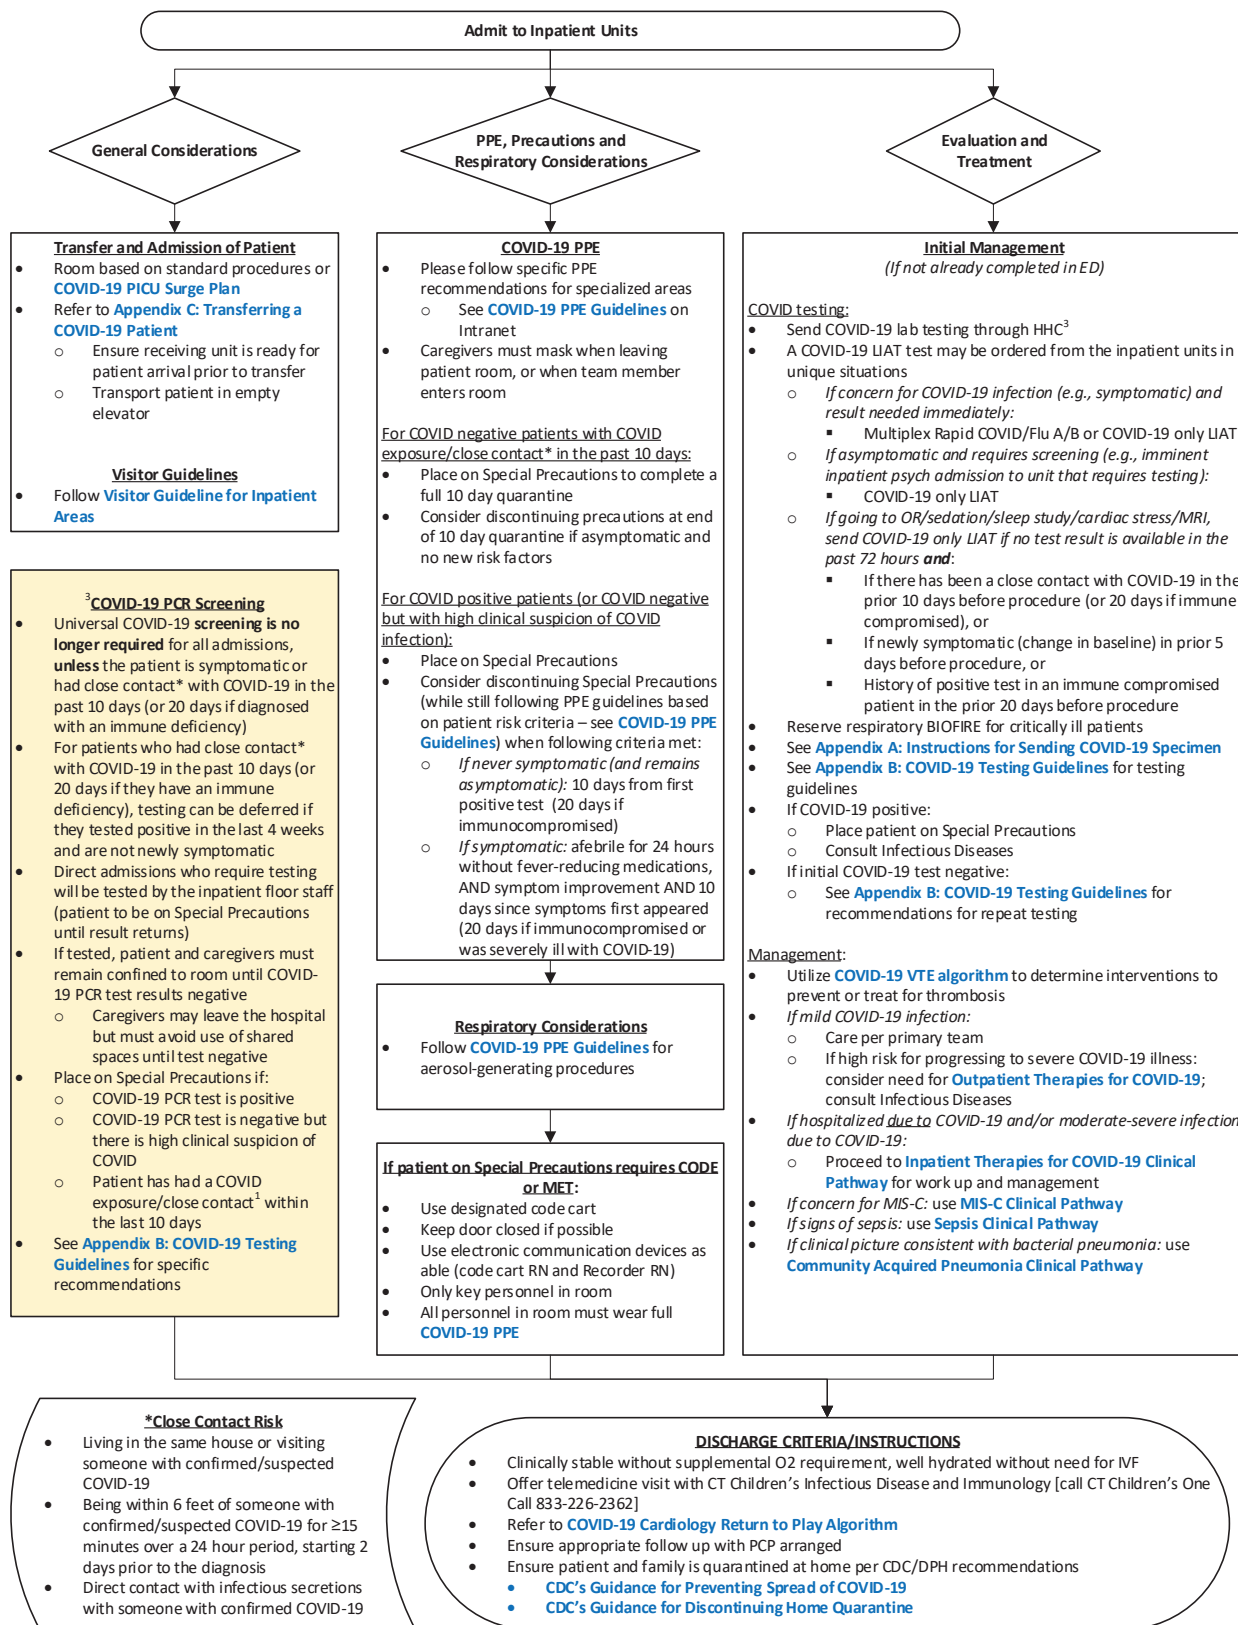 Admit to Inpatient Units
General Considerations
PPE, Precautions and
Respiratory Considerations
Evaluation and
Treatment
Transfer and Admission of Patient
• Room based on standard procedures or
COVID-19 PICU Surge Plan
• Refer to Appendix C: Transferring a
COVID-19 Patient
o Ensure receiving unit is ready for
patient arrival prior to transfer
o Transport patient in empty
elevator
Visitor Guidelines
• Follow Visitor Guideline for Inpatient
Areas
³COVID-19 PCR Screening
• Universal COVID-19 screening is no
longer required for all admissions,
unless the patient is symptomatic or
had close contact* with COVID-19 in the
past 10 days (or 20 days if diagnosed
with an immune deficiency)
• For patients who had close contact*
with COVID-19 in the past 10 days (or
20 days if they have an immune
deficiency), testing can be deferred if
they tested positive in the last 4 weeks
and are not newly symptomatic
• Direct admissions who require testing
will be tested by the inpatient floor staff
(patient to be on Special Precautions
until result returns)
• If tested, patient and caregivers must
remain confined to room until COVID-
19 PCR test results negative
o Caregivers may leave the hospital
but must avoid use of shared
spaces until test negative
• Place on Special Precautions if:
o COVID-19 PCR test is positive
o COVID-19 PCR test is negative but
there is high clinical suspicion of
COVID
o Patient has had a COVID
exposure/close contact¹ within
the last 10 days
• See Appendix B: COVID-19 Testing
Guidelines for specific
recommendations
COVID-19 PPE
• Please follow specific PPE
recommendations for specialized areas
o See COVID-19 PPE Guidelines on
Intranet
• Caregivers must mask when leaving
patient room, or when team member
enters room
For COVID negative patients with COVID
exposure/close contact* in the past 10 days:
• Place on Special Precautions to complete a
full 10 day quarantine
• Consider discontinuing precautions at end
of 10 day quarantine if asymptomatic and
no new risk factors
For COVID positive patients (or COVID negative
but with high clinical suspicion of COVID
infection):
• Place on Special Precautions
• Consider discontinuing Special Precautions
(while still following PPE guidelines based
on patient risk criteria – see COVID-19 PPE
Guidelines) when following criteria met:
o If never symptomatic (and remains
asymptomatic): 10 days from first
positive test (20 days if
immunocompromised)
o If symptomatic: afebrile for 24 hours
without fever-reducing medications,
AND symptom improvement AND 10
days since symptoms first appeared
(20 days if immunocompromised or
was severely ill with COVID-19)
Respiratory Considerations
• Follow COVID-19 PPE Guidelines for
aerosol-generating procedures
If patient on Special Precautions requires CODE
or MET:
• Use designated code cart
• Keep door closed if possible
• Use electronic communication devices as
able (code cart RN and Recorder RN)
• Only key personnel in room
• All personnel in room must wear full
COVID-19 PPE
Initial Management
(If not already completed in ED)
COVID testing:
• Send COVID-19 lab testing through HHC³
• A COVID-19 LIAT test may be ordered from the inpatient units in
unique situations
o If concern for COVID-19 infection (e.g., symptomatic) and
result needed immediately:
▪ Multiplex Rapid COVID/Flu A/B or COVID-19 only LIAT
o If asymptomatic and requires screening (e.g., imminent
inpatient psych admission to unit that requires testing):
▪ COVID-19 only LIAT
o If going to OR/sedation/sleep study/cardiac stress/MRI,
send COVID-19 only LIAT if no test result is available in the
past 72 hours and:
▪ If there has been a close contact with COVID-19 in the
prior 10 days before procedure (or 20 days if immune
compromised), or
▪ If newly symptomatic (change in baseline) in prior 5
days before procedure, or
▪ History of positive test in an immune compromised
patient in the prior 20 days before procedure
• Reserve respiratory BIOFIRE for critically ill patients
• See Appendix A: Instructions for Sending COVID-19 Specimen
• See Appendix B: COVID-19 Testing Guidelines for testing
guidelines
• If COVID-19 positive:
o Place patient on Special Precautions
o Consult Infectious Diseases
• If initial COVID-19 test negative:
o See Appendix B: COVID-19 Testing Guidelines for
recommendations for repeat testing
Management:
• Utilize COVID-19 VTE algorithm to determine interventions to
prevent or treat for thrombosis
• If mild COVID-19 infection:
o Care per primary team
o If high risk for progressing to severe COVID-19 illness:
consider need for Outpatient Therapies for COVID-19;
consult Infectious Diseases
• If hospitalized due to COVID-19 and/or moderate-severe infection
due to COVID-19:
o Proceed to Inpatient Therapies for COVID-19 Clinical
Pathway for work up and management
• If concern for MIS-C: use MIS-C Clinical Pathway
• If signs of sepsis: use Sepsis Clinical Pathway
• If clinical picture consistent with bacterial pneumonia: use
Community Acquired Pneumonia Clinical Pathway
*Close Contact Risk
• Living in the same house or visiting
someone with confirmed/suspected
COVID-19
• Being within 6 feet of someone with
confirmed/suspected COVID-19 for ≥15
minutes over a 24 hour period, starting 2
days prior to the diagnosis
• Direct contact with infectious secretions
with someone with confirmed COVID-19
DISCHARGE CRITERIA/INSTRUCTIONS
• Clinically stable without supplemental O2 requirement, well hydrated without need for IVF
• Offer telemedicine visit with CT Children's Infectious Disease and Immunology [call CT Children's One
Call 833-226-2362]
• Refer to COVID-19 Cardiology Return to Play Algorithm
• Ensure appropriate follow up with PCP arranged
• Ensure patient and family is quarantined at home per CDC/DPH recommendations
• CDC's Guidance for Preventing Spread of COVID-19
• CDC's Guidance for Discontinuing Home Quarantine